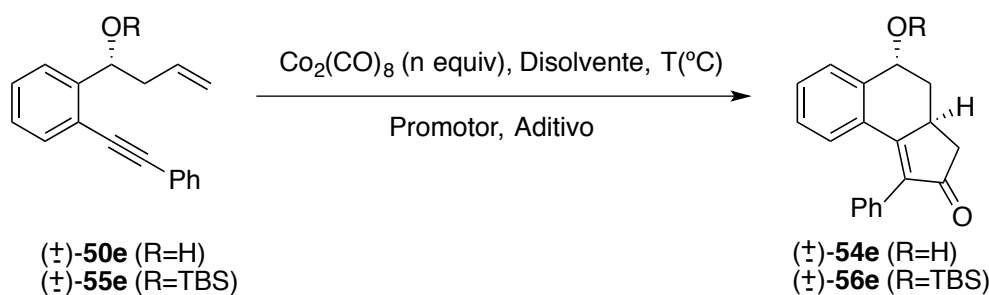 OR
Ph
(±)-50e (R=H)
(±)-55e (R=TBS)
Co2(CO)8 (n equiv), Disolvente, T(ºC)
Promotor, Aditivo
OR
H
Ph
O
(±)-54e (R=H)
(±)-56e (R=TBS)